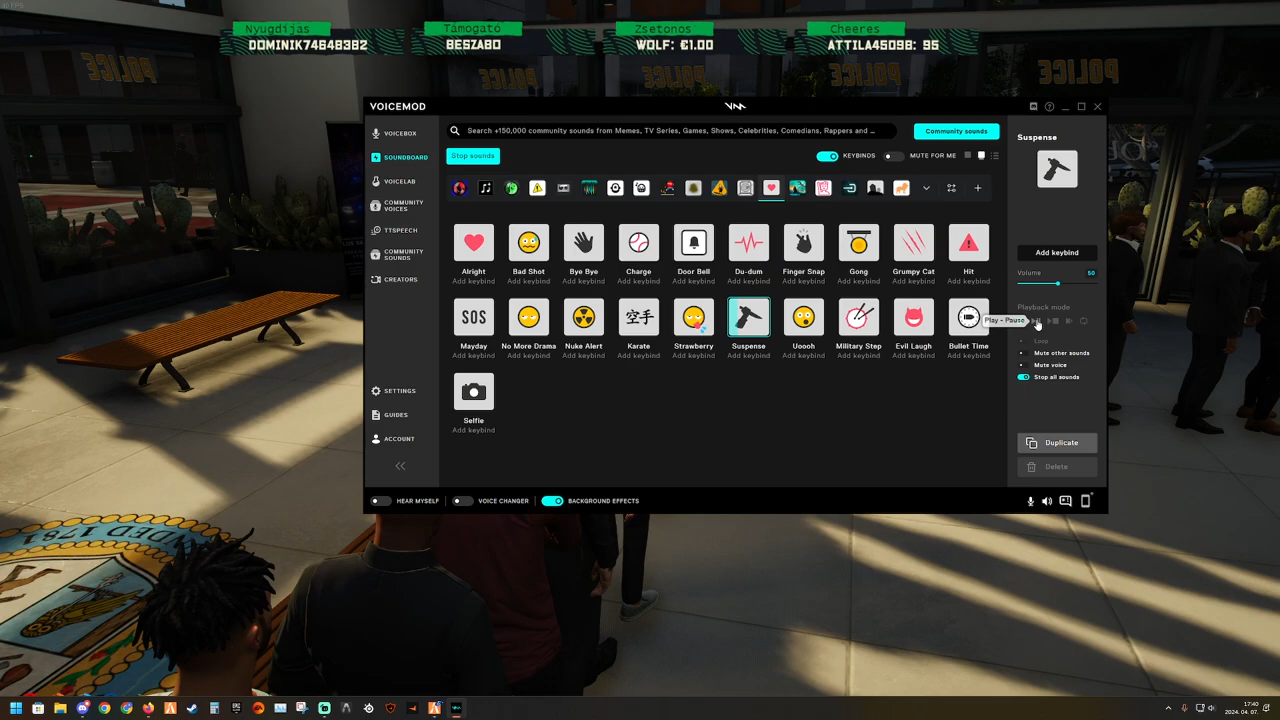 40 FPS
Nyugdíjas
DOMINIK74648382
Támogató
BESZABO
Zsetonos
WOLF: €1.00
Cheeres
ATTILA45098: 95
POLICE
POLICE
POLICE
POLICE
POLICE
VOICEMOD
VOICEBOX
SOUNDBOARD
VOICELAB
COMMUNITY
VOICES
TTSPEECH
COMMUNITY
SOUNDS
CREATORS
SETTINGS
GUIDES
ACCOUNT
Search +150,000 community sounds from Memes, TV Series, Games, Shows, Celebrities, Comedians, Rappers and ...
Community sounds
Stop sounds
KEYBINDS
MUTE FOR ME
Alright
Add keybind
Bad Shot
Add keybind
Bye Bye
Add keybind
Charge
Add keybind
Door Bell
Add keybind
Du-dum
Add keybind
Finger Snap
Add keybind
Gong
Add keybind
Grumpy Cat
Add keybind
Hit
Add keybind
SOS
Mayday
Add keybind
No More Drama
Add keybind
Nuke Alert
Add keybind
空手
Karate
Add keybind
Strawberry
Add keybind
Suspense
Add keybind
Uoooh
Add keybind
Military Step
Add keybind
Evil Laugh
Add keybind
Bullet Time
Add keybind
Selfie
Add keybind
Suspense
Add keybind
Volume
50
Playback mode
Play - Pause
Loop
Mute other sounds
Mute voice
Stop all sounds
Duplicate
Delete
HEAR MYSELF
VOICE CHANGER
BACKGROUND EFFECTS
17:40
2024. 04. 07.